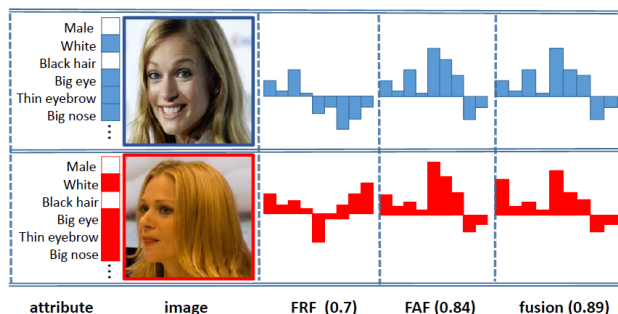 Male
White
Black hair
Big eye
Thin eyebrow
Big nose
⋮
Male
White
Black hair
Big eye
Thin eyebrow
Big nose
⋮
attribute image FRF (0.7) FAF (0.84) fusion (0.89)